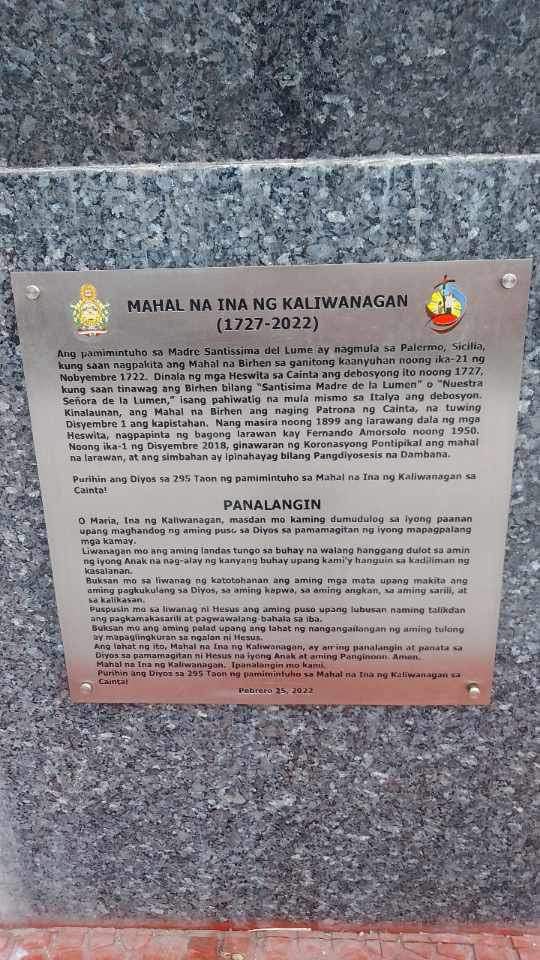 MAHAL NA INA NG KALIWANAGAN
(1727-2022)
Ang pamimintuho sa Madre Santissima del Lume ay nagmula sa Palermo, Sicilia,
kung saan nagpakita ang Mahal na Birhen sa ganitong kaanyuhan noong ika-21 ng
Nobyembre 1722. Dinala ng mga Heswita sa Cainta ang debosyong ito noong 1727,
kung saan tinawag ang Birhen bilang "Santisima Madre de la Lumen" o "Nuestra
Señora de la Lumen," isang pahiwatig na mula mismo sa Italya ang debosyon.
Kinalaunan, ang Mahal na Birhen ang naging Patrona ng Cainta, na tuwing
Disyembre 1 ang kapistahan. Nang masira noong 1899 ang larawang dala ng mga
Heswita, nagpapinta ng bagong larawan kay Fernando Amorsolo noong 1950.
Noong ika-1 ng Disyembre 2018, ginawaran ng Koronasyong Pontipikal ang mahal
na larawan, at ang simbahan ay ipinahayag bilang Pangdiyosesis na Dambana.
Purihin ang Diyos sa 295 Taon ng pamimintuho sa Mahal na Ina ng Kaliwanagan sa
Cainta!
PANALANGIN
O Maria, Ina ng Kaliwanagan, masdan mo kaming dumudulog sa iyong paanan
upang maghandog ng aming puso sa Diyos sa pamamagitan ng iyong mapagpalang
mga kamay.
Liwanagan mo ang aming landas tungo sa buhay na walang hanggang dulot sa amin
ng iyong Anak na nag-alay ng kanyang buhay upang kami'y hanguin sa kadiliman ng
kasalanan.
Buksan mo sa liwanag ng katotohanan ang aming mga mata upang makita ang
aming pagkukulang sa Diyos, sa aming kapwa, sa aming angkan, sa aming sarili, at
sa kalikasan.
Puspusin mo sa liwanag ni Hesus ang aming puso upang lubusan naming talikdan
ang pagkamakasarili at pagwawalang-bahala sa iba.
Buksan mo ang aming palad upang ang lahat ng nangangailangan ng aming tulong
ay mapaglingkuran sa ngalan ni Hesus.
Ang lahat ng ito, Mahal na Ina ng Kaliwanagan, ay aming panalangin at panata sa
Diyos sa pamamagitan ni Hesus na iyong Anak at aming Panginoon. Amen.
Mahal na Ina ng Kaliwanagan. Ipanalangin mo kami.
Purihin ang Diyos sa 295 Taon ng pamimintuho sa Mahal na Ina ng Kaliwanagan sa
Cainta!
Pebrero 25, 2022